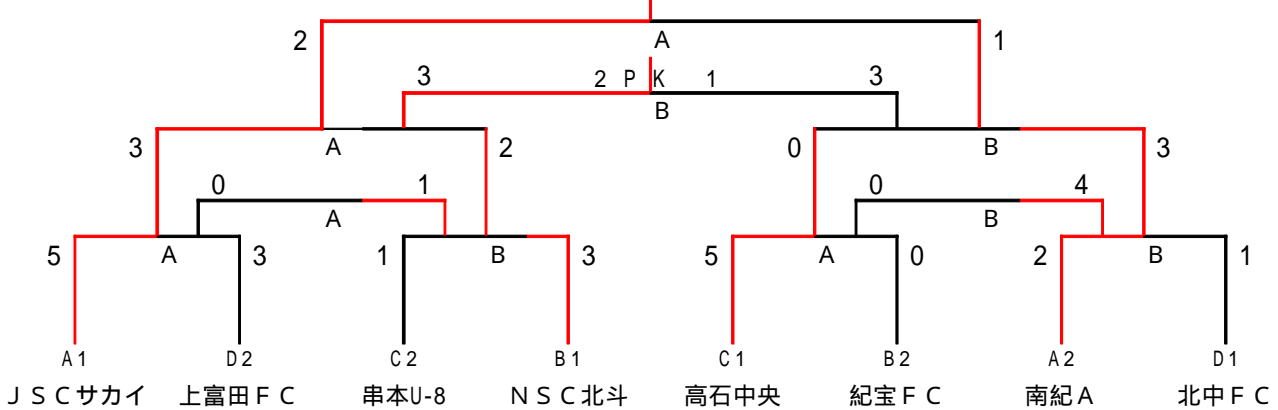 2 A 1
3 2 P K 1 3
B
3 A 2 0 B 3
0 1 0 4
A B
5 A 3 1 B 3 5 A 0 2 B 1
A1 D2 C2 B1 C1 B2 A2 D1
ＪＳＣサカイ 上富田ＦＣ 串本U-8 ＮＳＣ北斗 高石中央 紀宝ＦＣ 南紀Ａ 北中ＦＣ